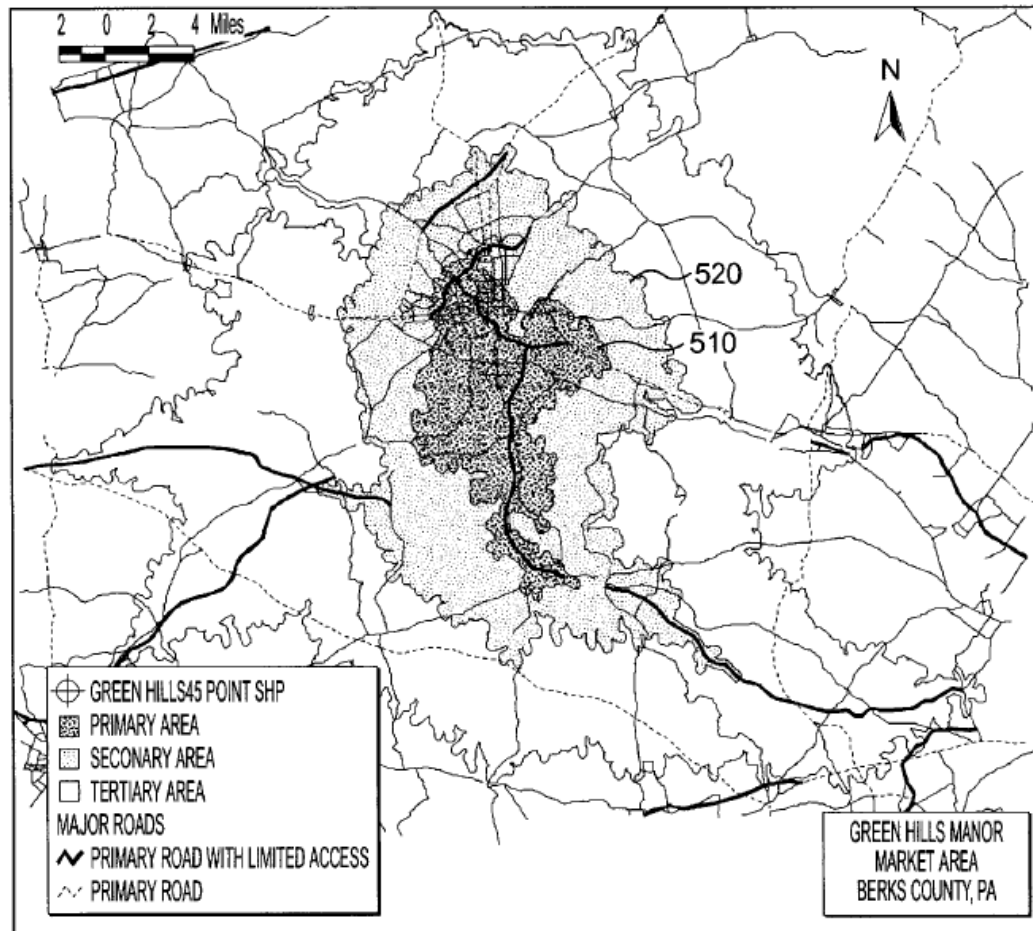 2 0 2 4 Miles
N
520
510
GREEN HILLS45 POINT SHP
PRIMARY AREA
SECONARY AREA
TERTIARY AREA
MAJOR ROADS
PRIMARY ROAD WITH LIMITED ACCESS
PRIMARY ROAD
GREEN HILLS MANOR
MARKET AREA
BERKS COUNTY, PA